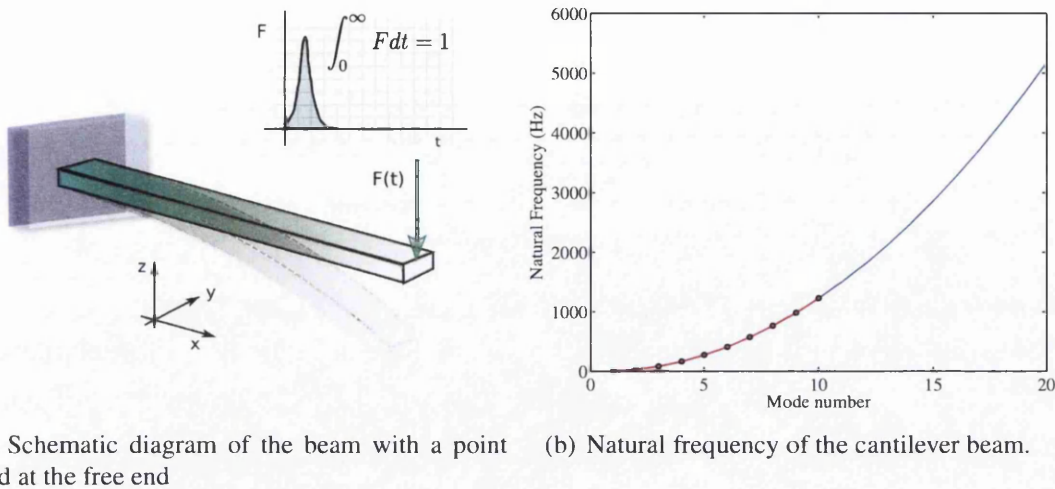 F
∫₀^∞ Fdt = 1
t
F(t)
z
y
x
6000
5000
4000
3000
2000
1000
0
0
5
10
15
20
Natural Frequency (Hz)
Mode number
Schematic diagram of the beam with a point
d at the free end
(b) Natural frequency of the cantilever beam.